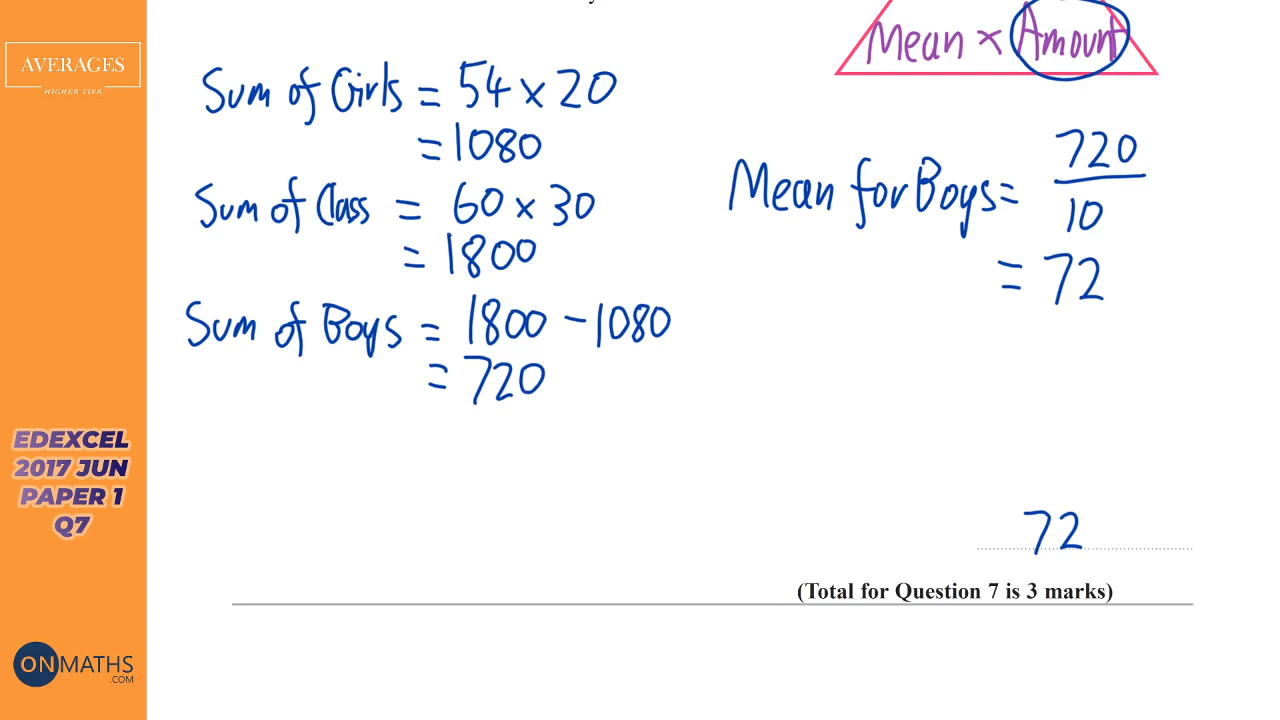 AVERAGES
HIGHER TIER
Mean × Amount
Sum of Girls = 54 × 20
= 1080
Sum of Class = 60 × 30
= 1800
Sum of Boys = 1800 - 1080
= 720
Mean for Boys = 720
10
= 72
EDEXCEL
2017 JUN
PAPER 1
Q7
72
(Total for Question 7 is 3 marks)
ONMATHS
.COM